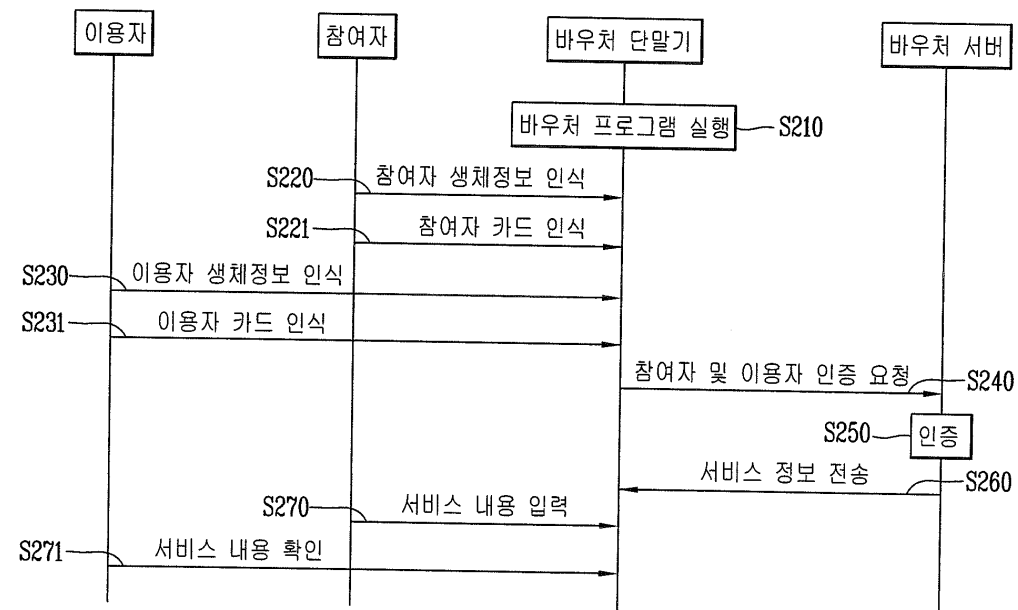 이용자
참여자
바우처 단말기
바우처 서버
바우처 프로그램 실행
S210
S220
참여자 생체정보 인식
S221
참여자 카드 인식
S230
이용자 생체정보 인식
S231
이용자 카드 인식
참여자 및 이용자 인증 요청
S240
S250
인증
서비스 정보 전송
S260
S270
서비스 내용 입력
S271
서비스 내용 확인